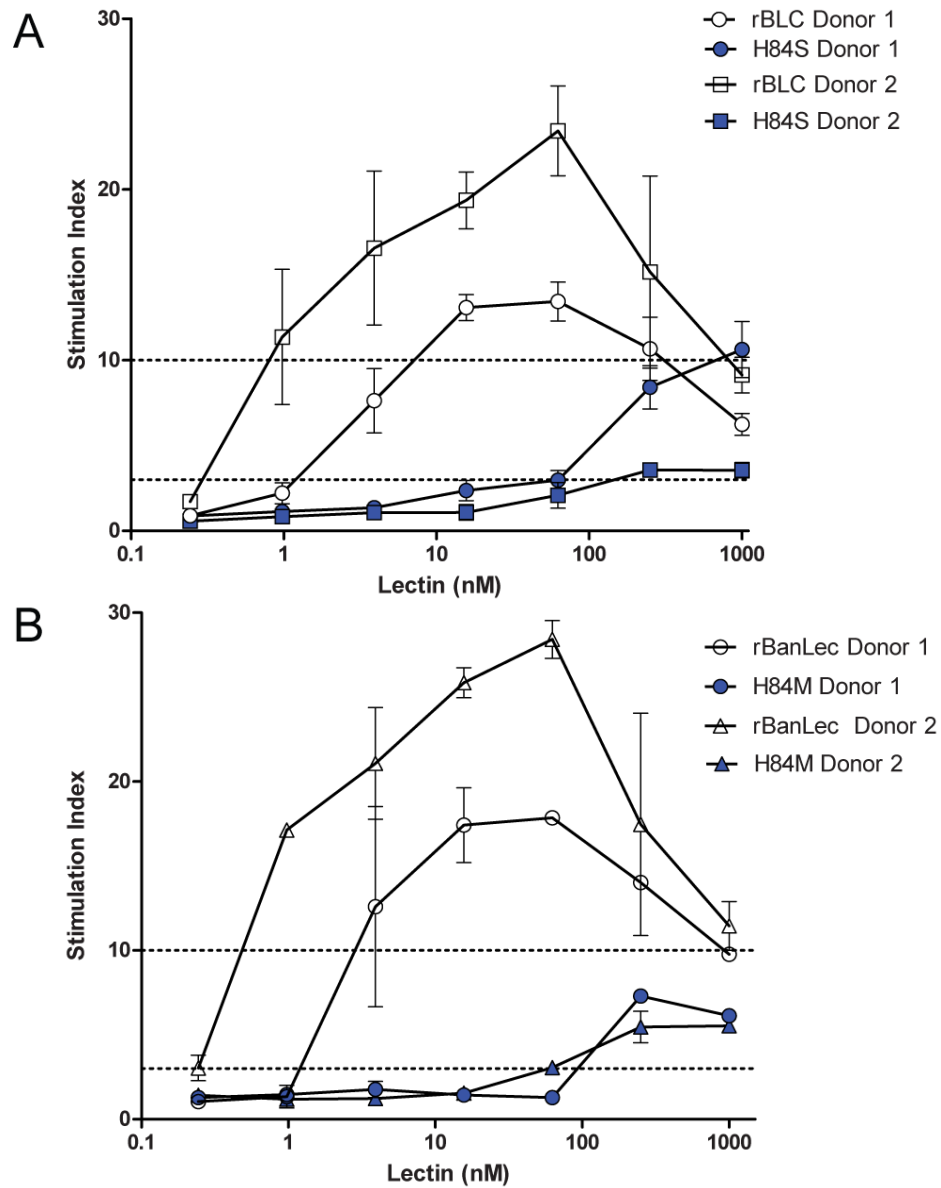 A
30
20
10
0
Stimulation Index
0.1 1 10 100 1000
Lectin (nM)
rBLC Donor 1
H84S Donor 1
rBLC Donor 2
H84S Donor 2
B
30
20
10
0
Stimulation Index
0.1 1 10 100 1000
Lectin (nM)
rBanLec Donor 1
H84M Donor 1
rBanLec Donor 2
H84M Donor 2